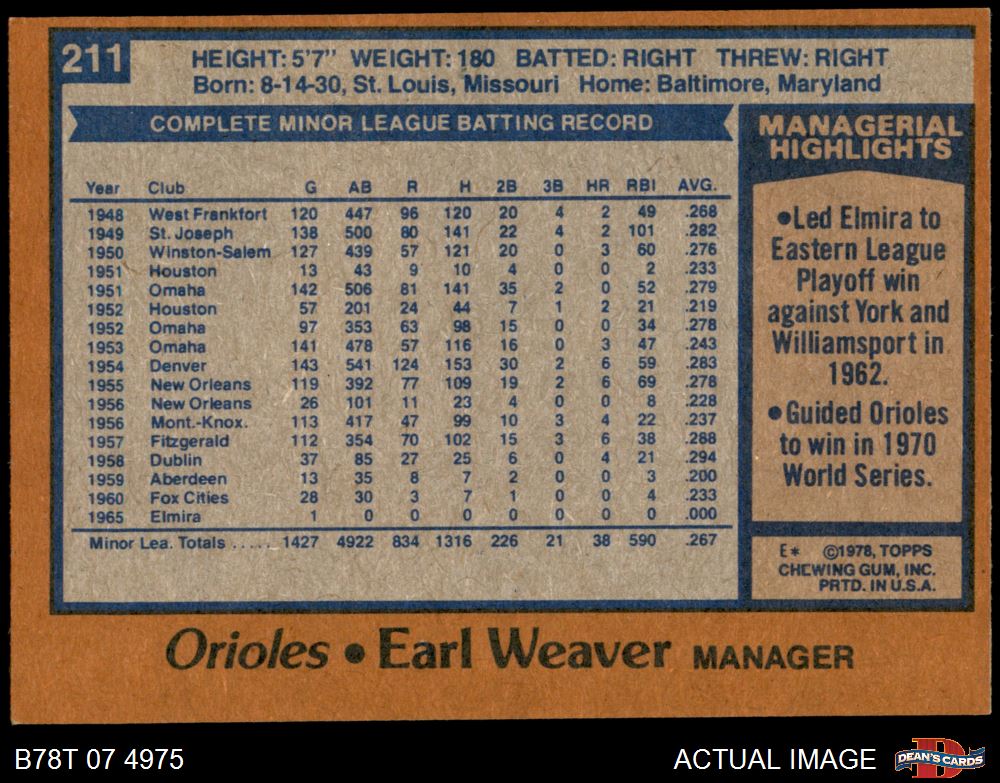 211
HEIGHT: 5'7" WEIGHT: 180 BATTED: RIGHT THREW: RIGHT
Born: 8-14-30, St. Louis, Missouri Home: Baltimore, Maryland
COMPLETE MINOR LEAGUE BATTING RECORD
Year Club G AB R H 2B 3B HR RBI AVG.
1948 West Frankfort 120 447 96 120 20 4 2 49 .268
1949 St. Joseph 138 500 80 141 22 4 2 101 .282
1950 Winston-Salem 127 439 57 121 20 0 3 60 .276
1951 Houston 13 43 9 10 4 0 0 2 .233
1951 Omaha 142 506 81 141 35 2 0 52 .279
1952 Houston 57 201 24 44 7 1 2 21 .219
1952 Omaha 97 353 63 98 15 0 0 34 .278
1953 Omaha 141 478 57 116 16 0 3 47 .243
1954 Denver 143 541 124 153 30 2 6 59 .283
1955 New Orleans 119 392 77 109 19 2 6 69 .278
1956 New Orleans 26 101 11 23 4 0 0 8 .228
1956 Mont.-Knox. 113 417 47 99 10 3 4 22 .237
1957 Fitzgerald 112 354 70 102 15 3 6 38 .288
1958 Dublin 37 85 27 25 6 0 4 21 .294
1959 Aberdeen 13 35 8 7 2 0 0 3 .200
1960 Fox Cities 28 30 3 7 1 0 0 4 .233
1965 Elmira 1 0 0 0 0 0 0 0 .000
Minor Lea. Totals ..... 1427 4922 834 1316 226 21 38 590 .267
MANAGERIAL
HIGHLIGHTS
•Led Elmira to
Eastern League
Playoff win
against York and
Williamsport in
1962.
•Guided Orioles
to win in 1970
World Series.
E* ©1978, TOPPS
CHEWING GUM, INC.
PRTD. IN U.S.A.
Orioles • Earl Weaver MANAGER
B78T 07 4975
ACTUAL IMAGE
D
DEAN'S CARDS